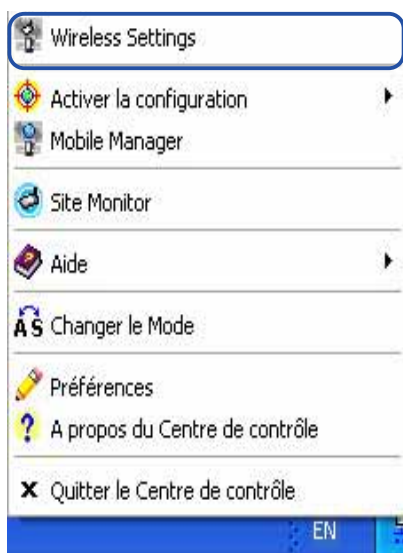 Wireless Settings
Activer la configuration
Mobile Manager
Site Monitor
Aide
AS Changer le Mode
Préférences
A propos du Centre de contrôle
Quitter le Centre de contrôle
EN